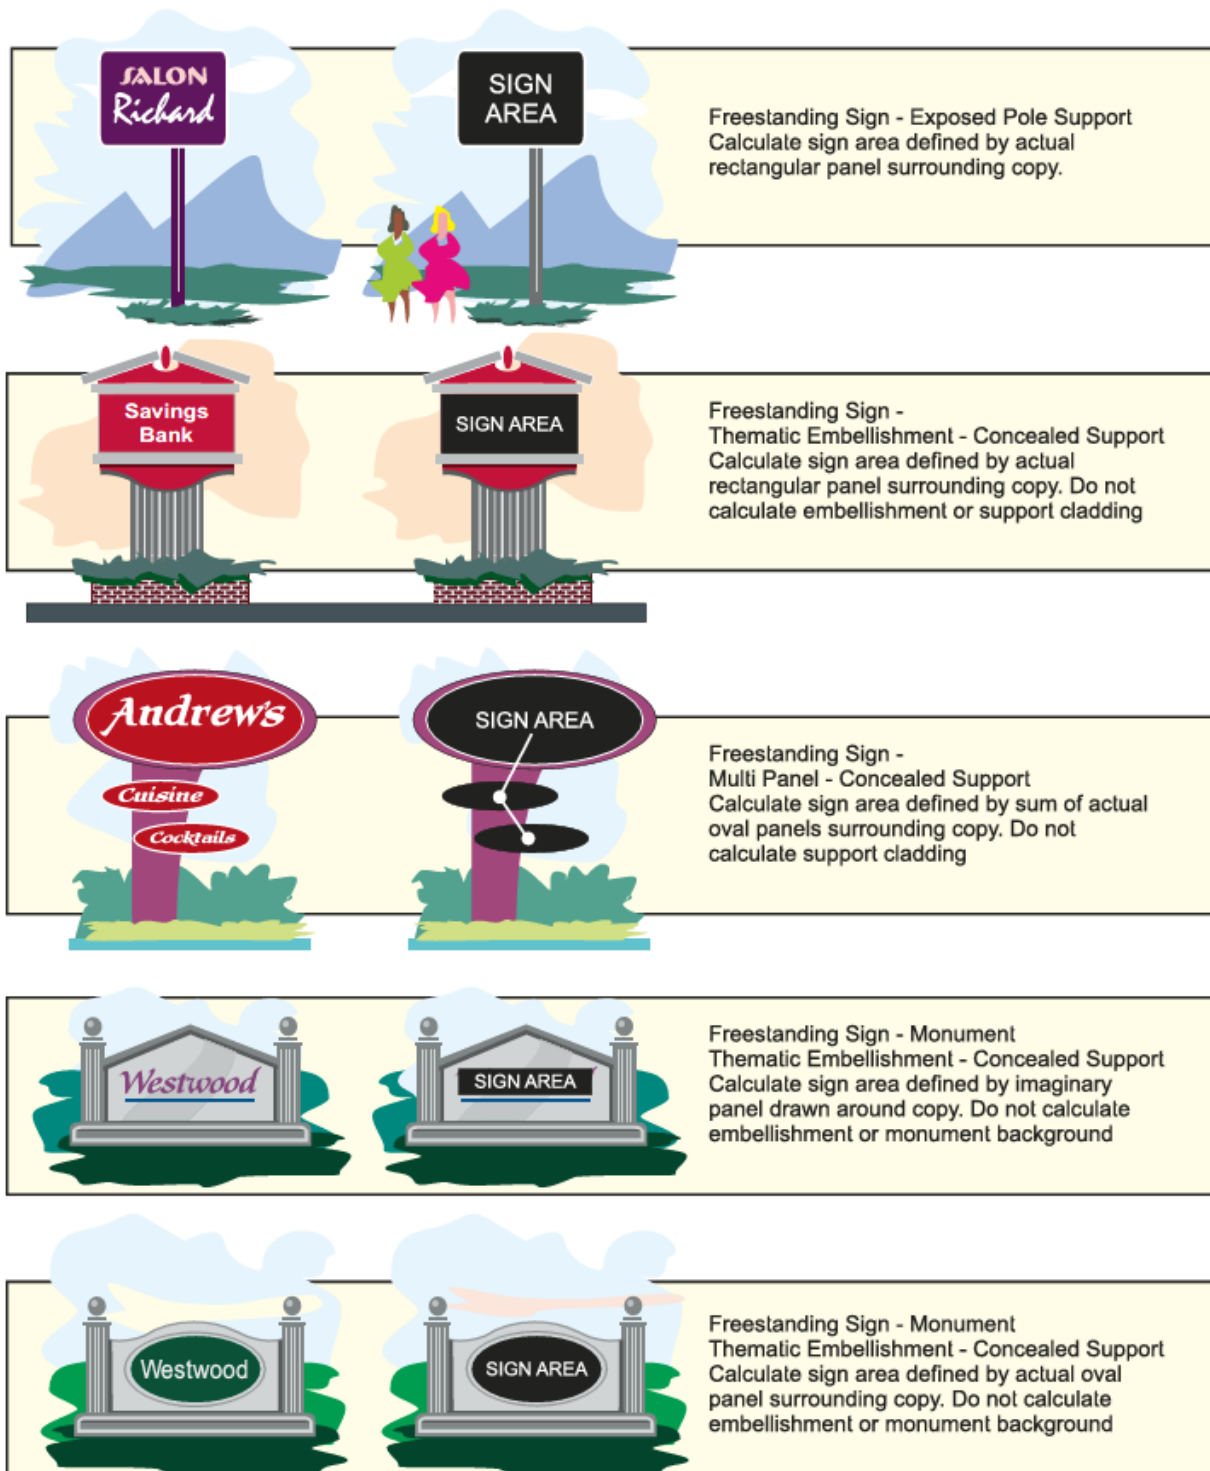 SALON
Richard
SIGN
AREA
Freestanding Sign - Exposed Pole Support
Calculate sign area defined by actual
rectangular panel surrounding copy.
Savings
Bank
SIGN AREA
Freestanding Sign -
Thematic Embellishment - Concealed Support
Calculate sign area defined by actual
rectangular panel surrounding copy. Do not
calculate embellishment or support cladding
Andrew's
Cuisine
Cocktails
SIGN AREA
Freestanding Sign -
Multi Panel - Concealed Support
Calculate sign area defined by sum of actual
oval panels surrounding copy. Do not
calculate support cladding
Westwood
SIGN AREA
Freestanding Sign - Monument
Thematic Embellishment - Concealed Support
Calculate sign area defined by imaginary
panel drawn around copy. Do not calculate
embellishment or monument background
Westwood
SIGN AREA
Freestanding Sign - Monument
Thematic Embellishment - Concealed Support
Calculate sign area defined by actual oval
panel surrounding copy. Do not calculate
embellishment or monument background